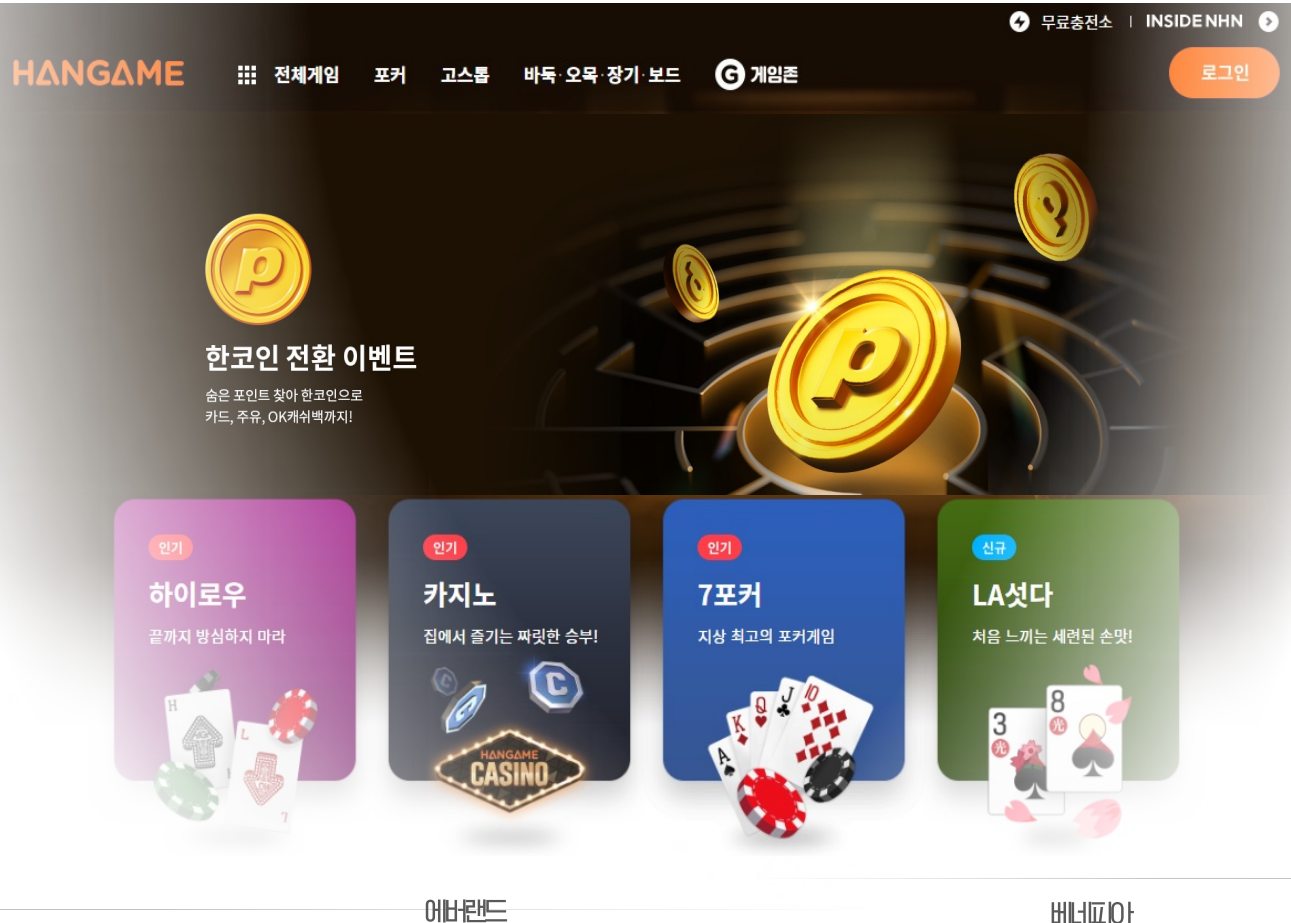 무료충전소 | INSIDE NHN
HANGAME 전체게임 포커 고스톱 바둑·오목·장기·보드 G 게임존 로그인
한코인 전환 이벤트
숨은 포인트 찾아 한코인으로
카드, 주유, OK캐쉬백까지!
인기 인기 인기 신규
하이로우 카지노 7포커 LA섯다
끝까지 방심하지 마라 집에서 즐기는 짜릿한 승부! 지상 최고의 포커게임 처음 느끼는 세련된 손맛!
HANGAME
CASINO
에버랜드 베네피아